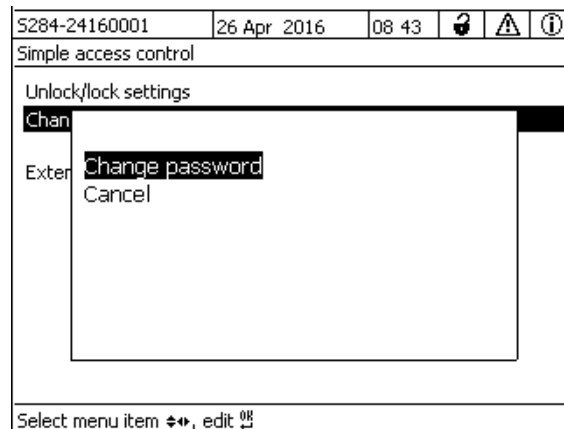 S284-24160001 26 Apr 2016 08 43
Simple access control
Unlock/lock settings
Chan
Change password
Exter
Cancel
Select menu item, edit OK